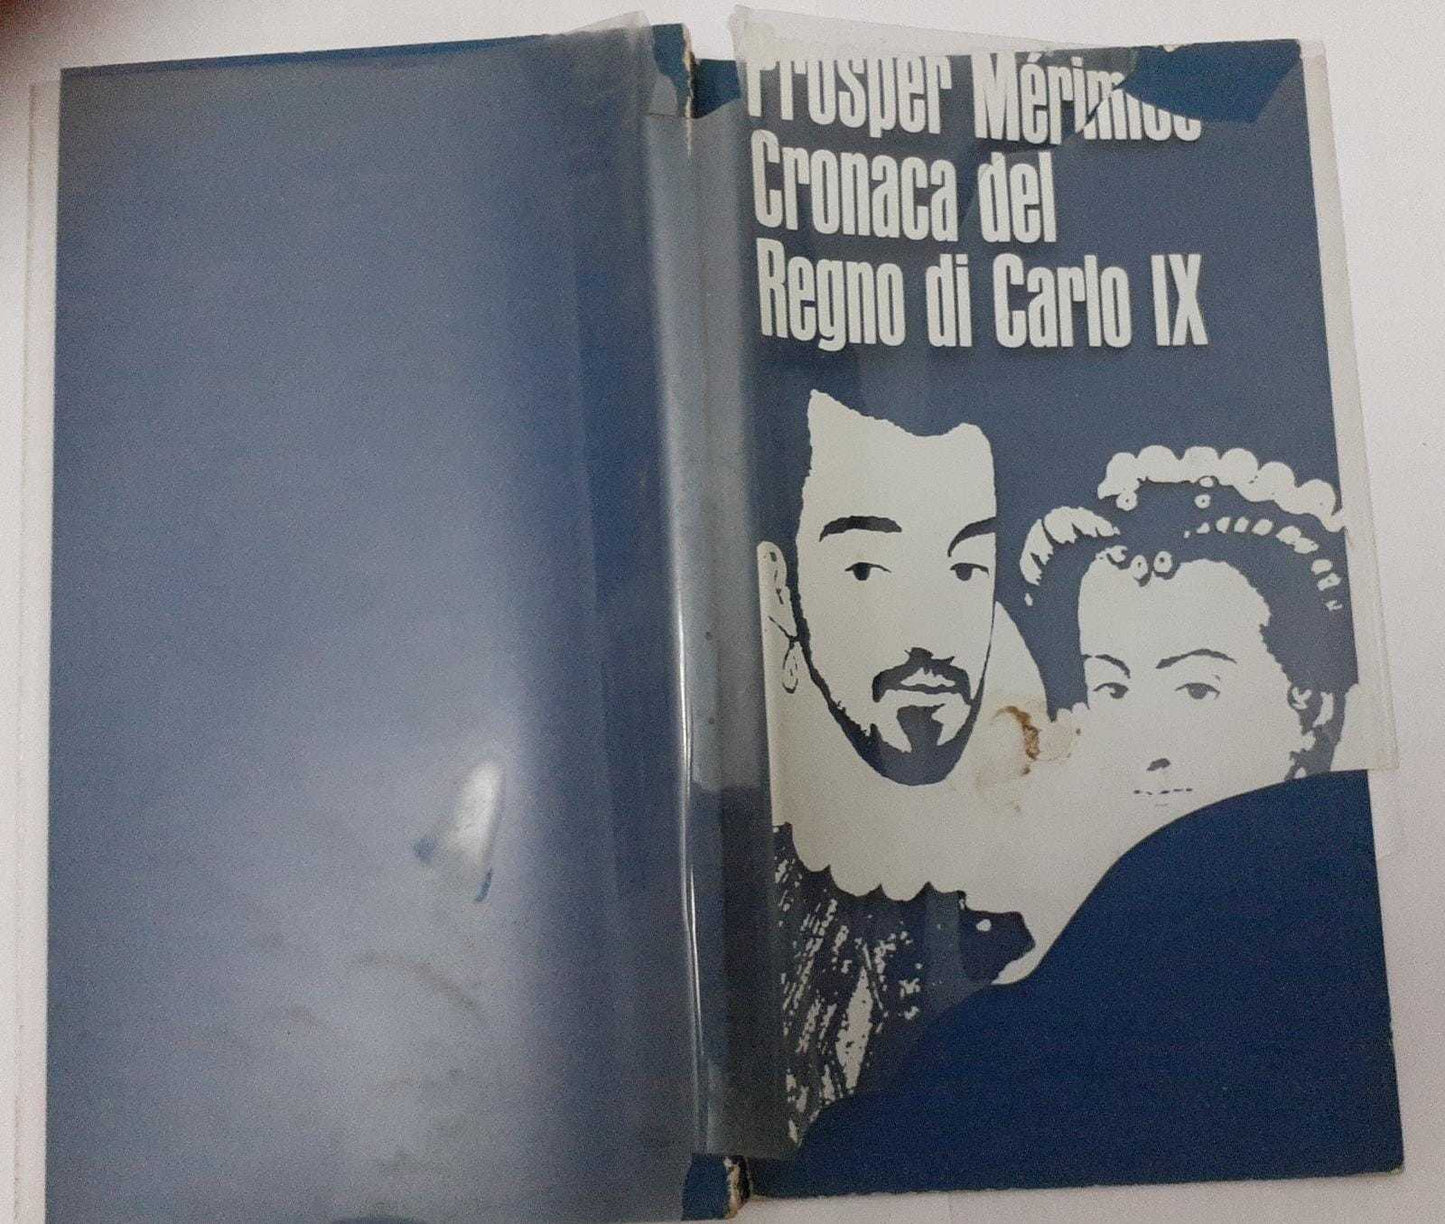 Prosper Mérimée
Cronaca del
Regno di Carlo IX